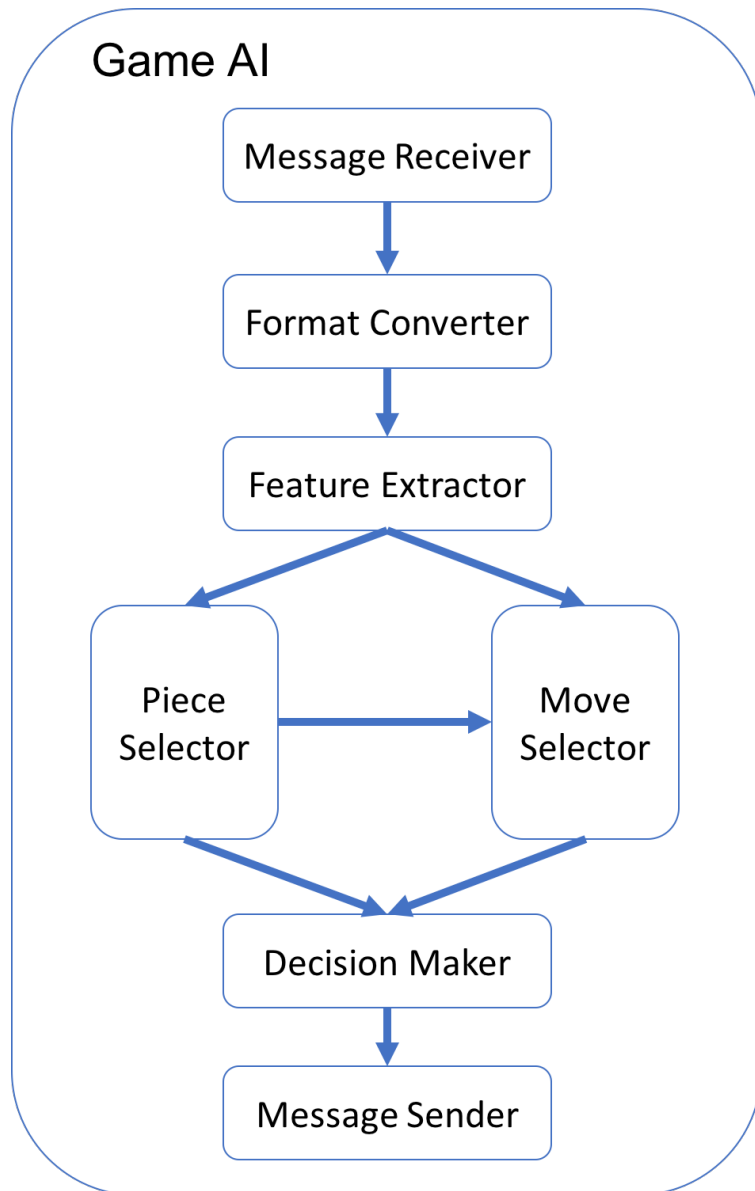 Game AI
Message Receiver
Format Converter
Feature Extractor
Piece
Selector
Move
Selector
Decision Maker
Message Sender